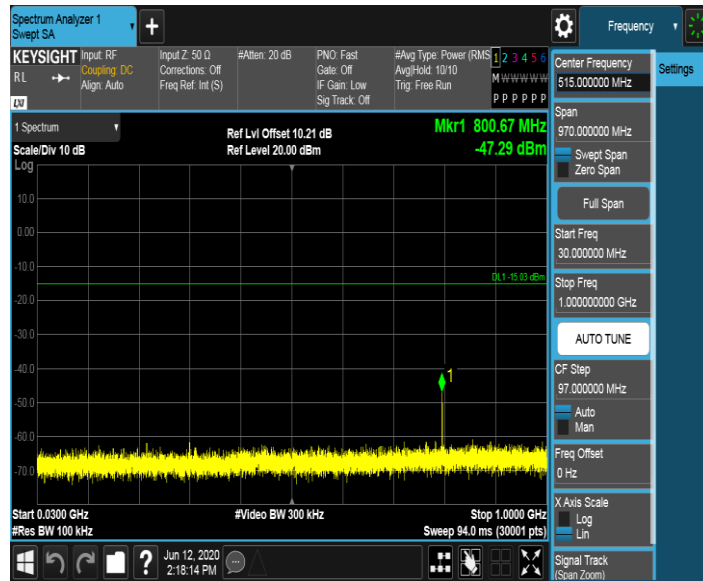 Spectrum Analyzer 1
Swept SA
Frequency
KEYSIGHT
RL
LXI
Input: RF
Coupling: DC
Align: Auto
Input Z: 50 Ω
Corrections: Off
Freq Ref: Int (S)
#Atten: 20 dB
PNO: Fast
Gate: Off
IF Gain: Low
Sig Track: Off
#Avg Type: Power (RMS
Avg|Hold: 10/10
Trig: Free Run
1 2 3 4 5 6
M W W W W W
P P P P P P
Center Frequency
515.000000 MHz
Settings
Span
970.000000 MHz
Swept Span
Zero Span
Full Span
Start Freq
30.000000 MHz
Stop Freq
1.000000000 GHz
AUTO TUNE
CF Step
97.000000 MHz
Auto
Man
Freq Offset
0 Hz
X Axis Scale
Log
Lin
Signal Track
(Span Zoom)
1 Spectrum
Scale/Div 10 dB
Log
Ref Lvl Offset 10.21 dB
Ref Level 20.00 dBm
Mkr1 800.67 MHz
-47.29 dBm
10.0
0.00
-10.0
DL1 -15.03 dBm
-20.0
-30.0
-40.0
1
-50.0
-60.0
-70.0
Start 0.0300 GHz
#Res BW 100 kHz
#Video BW 300 kHz
Stop 1.0000 GHz
Sweep 94.0 ms (30001 pts)
?
Jun 12, 2020
2:18:14 PM